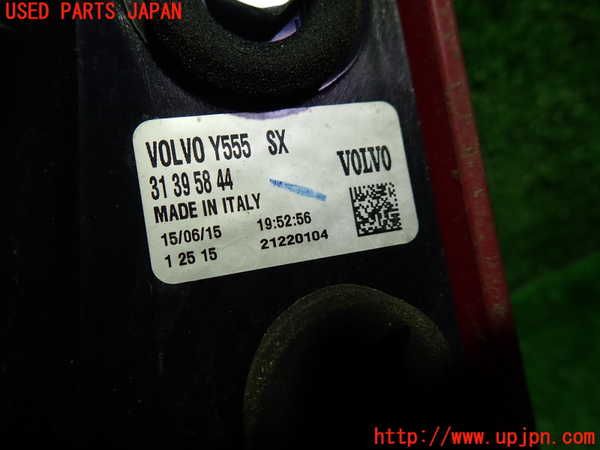 USED PARTS JAPAN
VOLVO Y555 SX
31 39 58 44
VOLVO
MADE IN ITALY
15/06/15 19:52:56
1 25 15 21220104
http://www.upjpn.com/